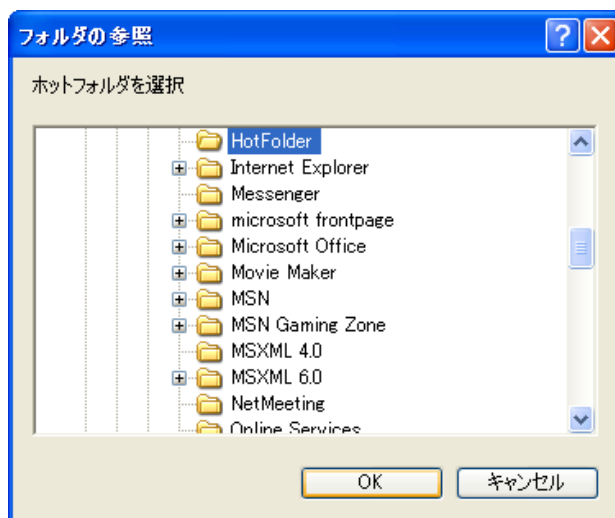 フォルダの参照
ホットフォルダを選択
HotFolder
Internet Explorer
Messenger
microsoft frontpage
Microsoft Office
Movie Maker
MSN
MSN Gaming Zone
MSXML 4.0
MSXML 6.0
NetMeeting
Online Services
OK
キャンセル